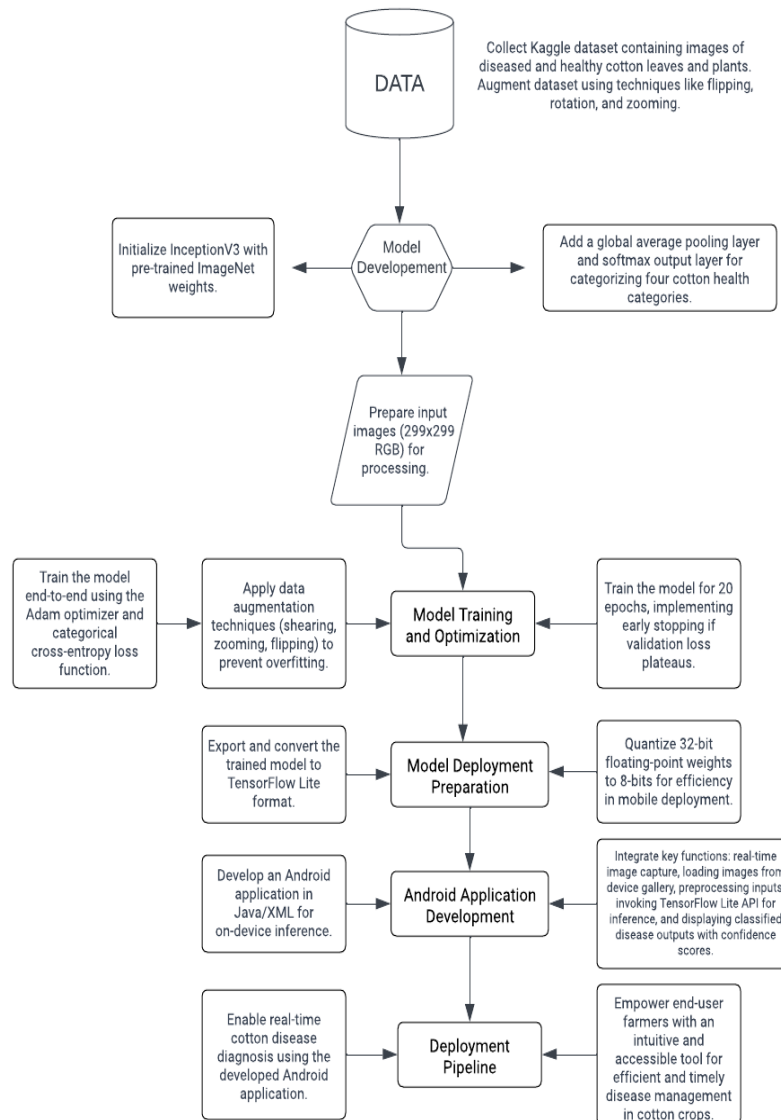 DATA
Collect Kaggle dataset containing images of
diseased and healthy cotton leaves and plants.
Augment dataset using techniques like flipping,
rotation, and zooming.
Initialize InceptionV3 with
pre-trained ImageNet
weights.
Model
Developement
Add a global average pooling layer
and softmax output layer for
categorizing four cotton health
categories.
Prepare input
images (299x299
RGB) for
processing.
Train the model
end-to-end using the
Adam optimizer and
categorical
cross-entropy loss
function.
Apply data
augmentation
techniques (shearing,
zooming, flipping) to
prevent overfitting.
Model Training
and Optimization
Train the model for 20
epochs, implementing
early stopping if
validation loss
plateaus.
Export and convert the
trained model to
TensorFlow Lite
format.
Model Deployment
Preparation
Quantize 32-bit
floating-point weights
to 8-bits for efficiency
in mobile deployment.
Develop an Android
application in
Java/XML for
on-device inference.
Android Application
Development
Integrate key functions: real-time
image capture, loading images from
device gallery, preprocessing inputs,
invoking TensorFlow Lite API for
inference, and displaying classified
disease outputs with confidence
scores.
Enable real-time
cotton disease
diagnosis using the
developed Android
application.
Deployment
Pipeline
Empower end-user
farmers with an
intuitive and
accessible tool for
efficient and timely
disease management
in cotton crops.